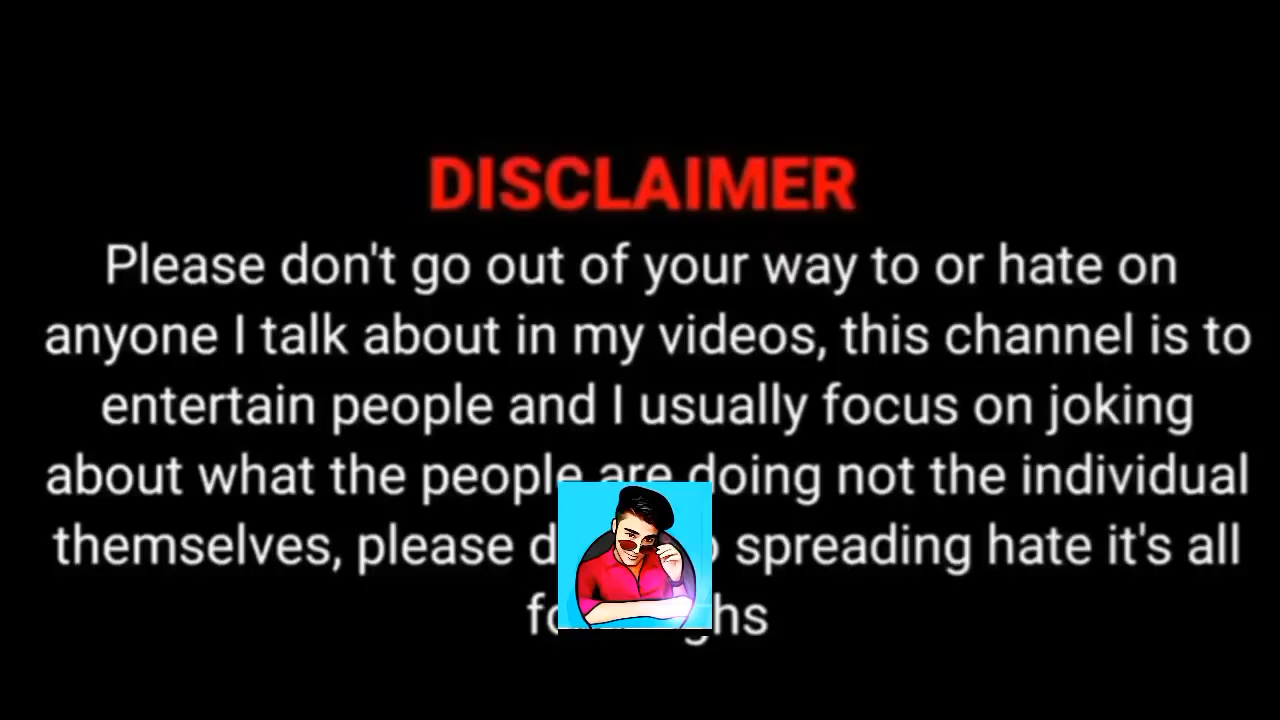 DISCLAIMER
Please don't go out of your way to or hate on
anyone I talk about in my videos, this channel is to
entertain people and I usually focus on joking
about what the people are doing not the individual
themselves, please spreading hate it's all